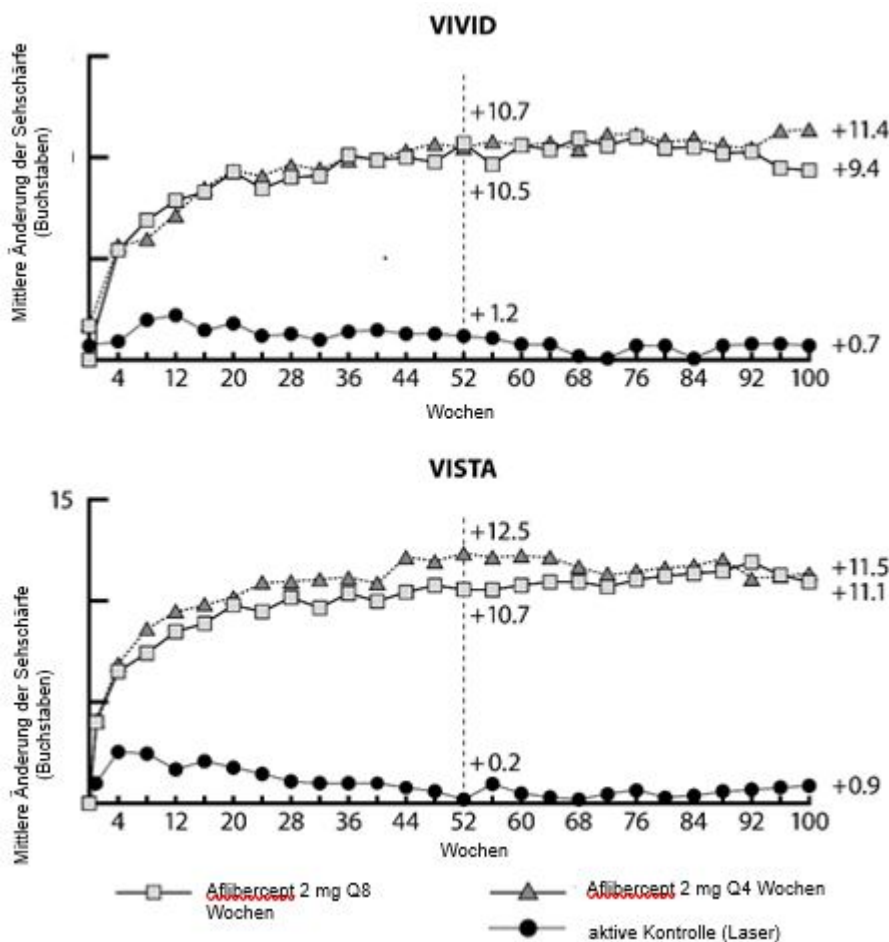 VIVID
Mittlere Änderung der Sehschärfe
(Buchstaben)
+10.7
+11.4
+9.4
+10.5
+1.2
+0.7
4 12 20 28 36 44 52 60 68 76 84 92 100
Wochen
VISTA
15
Mittlere Änderung der Sehschärfe
(Buchstaben)
+12.5
+11.5
+11.1
+10.7
+0.2
+0.9
4 12 20 28 36 44 52 60 68 76 84 92 100
Wochen
Aflibercept 2 mg Q8
Wochen
Aflibercept 2 mg Q4 Wochen
aktive Kontrolle (Laser)